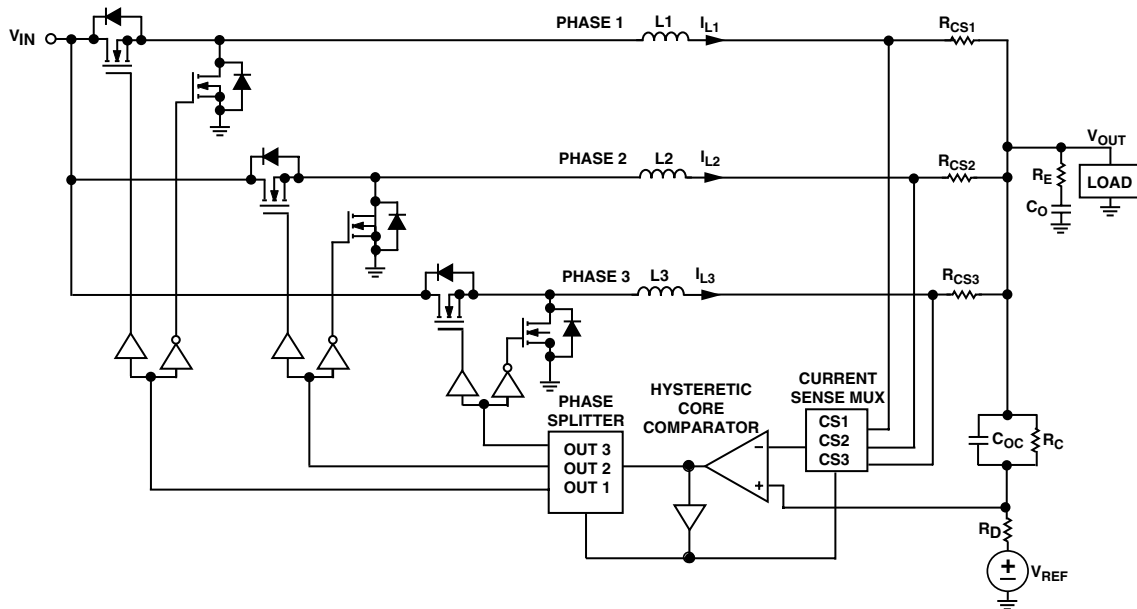 PHASE 1
L1
IL1
RCS1
VIN
VOUT
PHASE 2
L2
IL2
RCS2
RE
LOAD
CO
PHASE 3
L3
IL3
RCS3
PHASE
SPLITTER
OUT 3
OUT 2
OUT 1
HYSTERETIC
CORE
COMPARATOR
−
+
CURRENT
SENSE MUX
CS1
CS2
CS3
COC
RC
RD
+
−
VREF